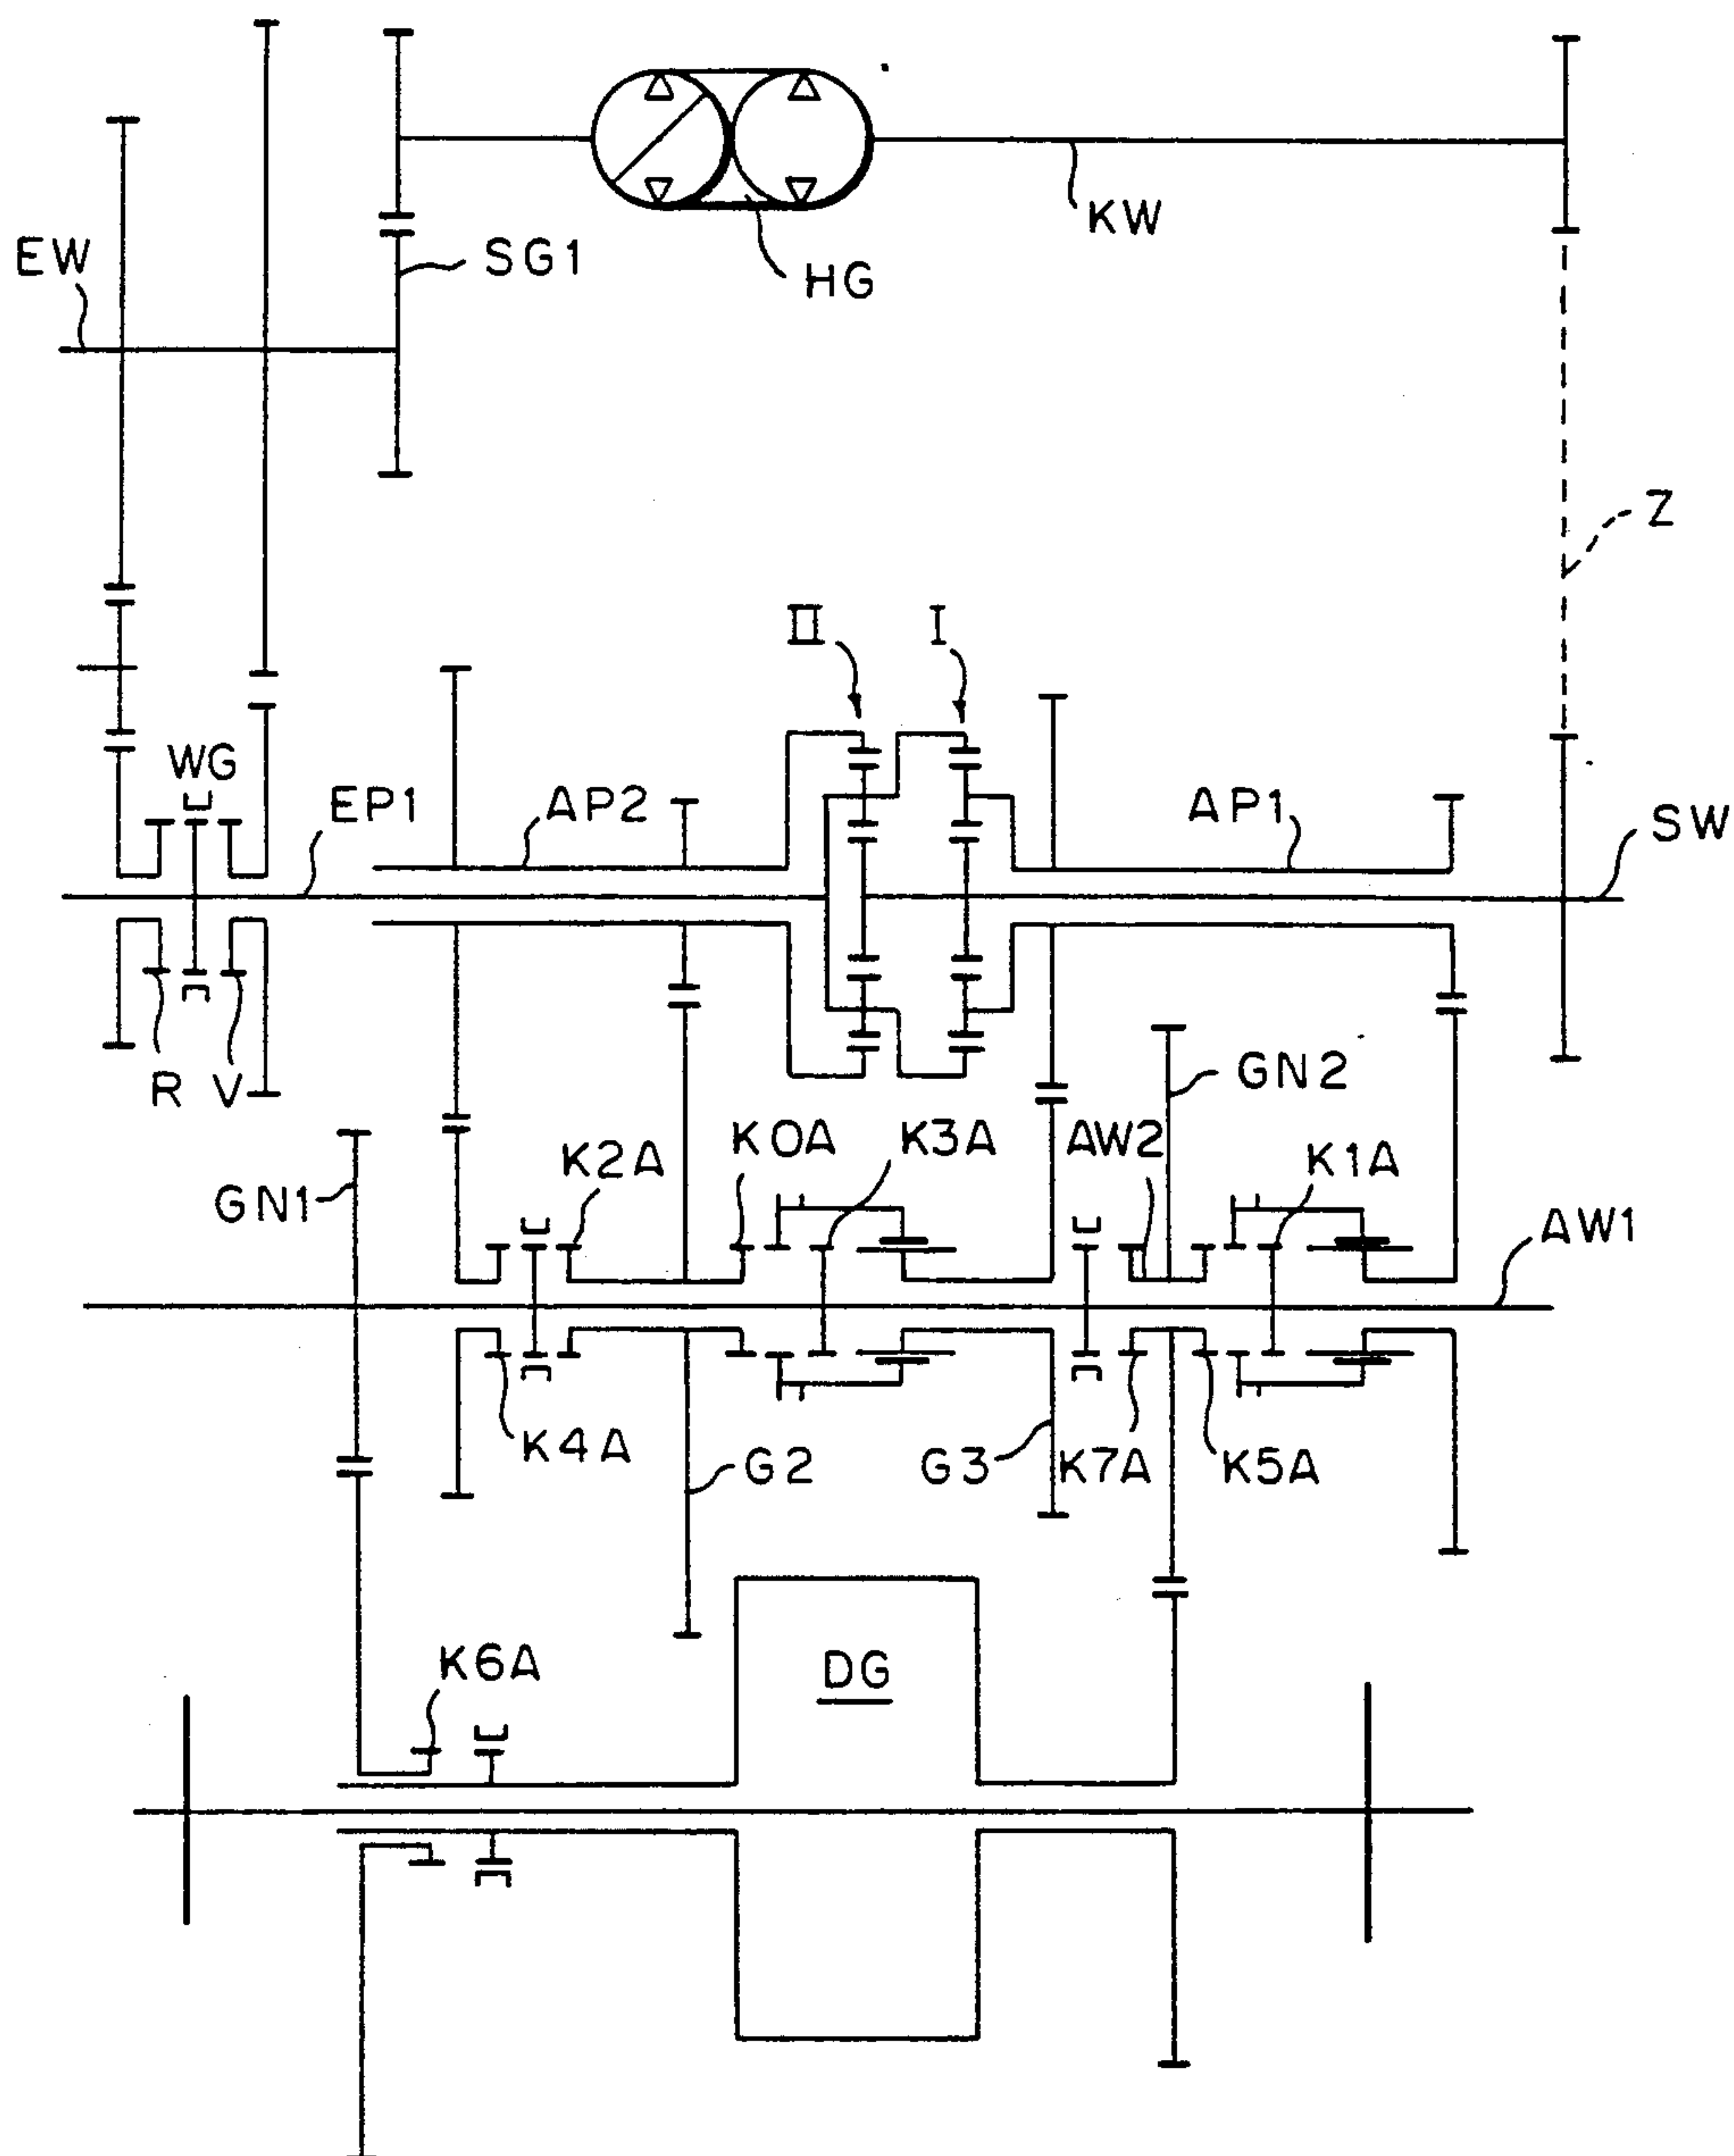 EW
SG1
HG
KW
Z
II
I
WG
EP1
AP2
AP1
SW
R
V
GN2
K2A
K0A
K3A
AW2
K1A
GN1
AW1
K4A
G2
G3
K7A
K5A
K6A
DG